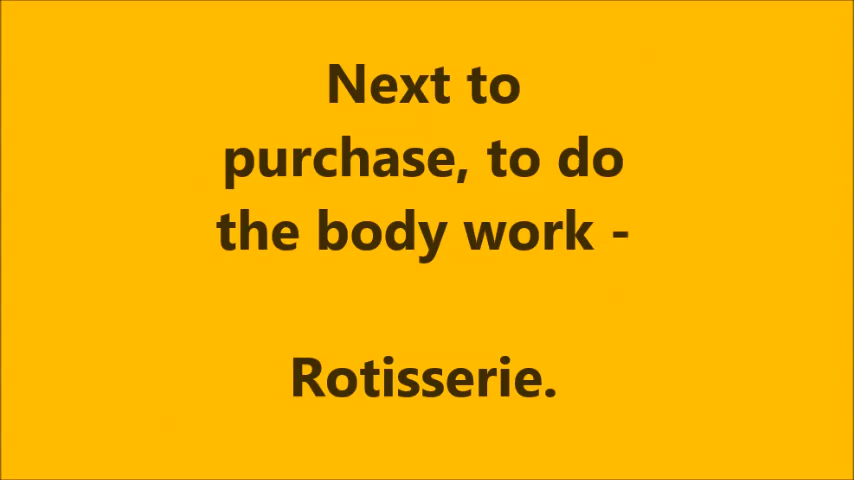 Next to
purchase, to do
the body work -
Rotisserie.